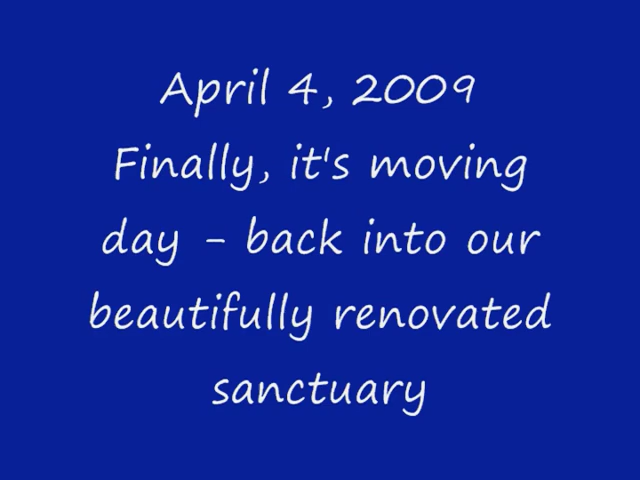 April 4, 2009
Finally, it's moving
day - back into our
beautifully renovated
sanctuary